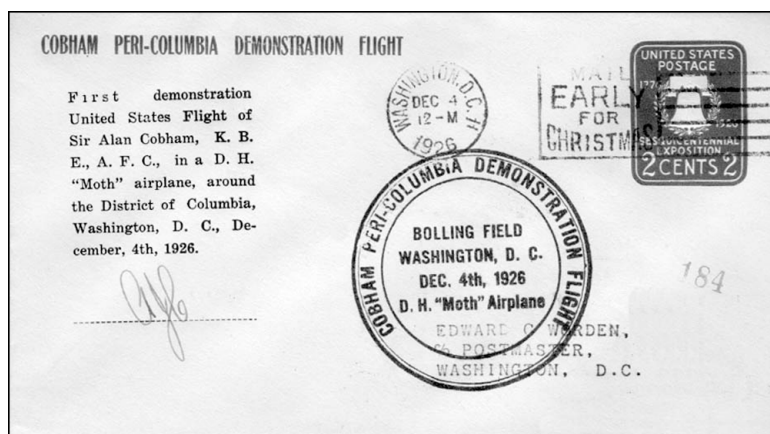 COBHAM PERI-COLUMBIA DEMONSTRATION FLIGHT
First demonstration
United States Flight of
Sir Alan Cobham, K. B.
E., A. F. C., in a D. H.
“Moth” airplane, around
the District of Columbia,
Washington, D. C., De-
cember, 4th, 1926.
WASHINGTON, D.C.
DEC 4
12-M
1926
MAIL
EARLY
FOR
CHRISTMAS
UNITED STATES
POSTAGE
1776
1926
SESQUICENTENNIAL
EXPOSITION
2 CENTS 2
COBHAM PERI-COLUMBIA DEMONSTRATION FLIGHT
BOLLING FIELD
WASHINGTON, D. C.
DEC. 4th, 1926
D. H. “Moth” Airplane
184
EDWARD C WORDEN,
% POSTMASTER,
WASHINGTON, D.C.